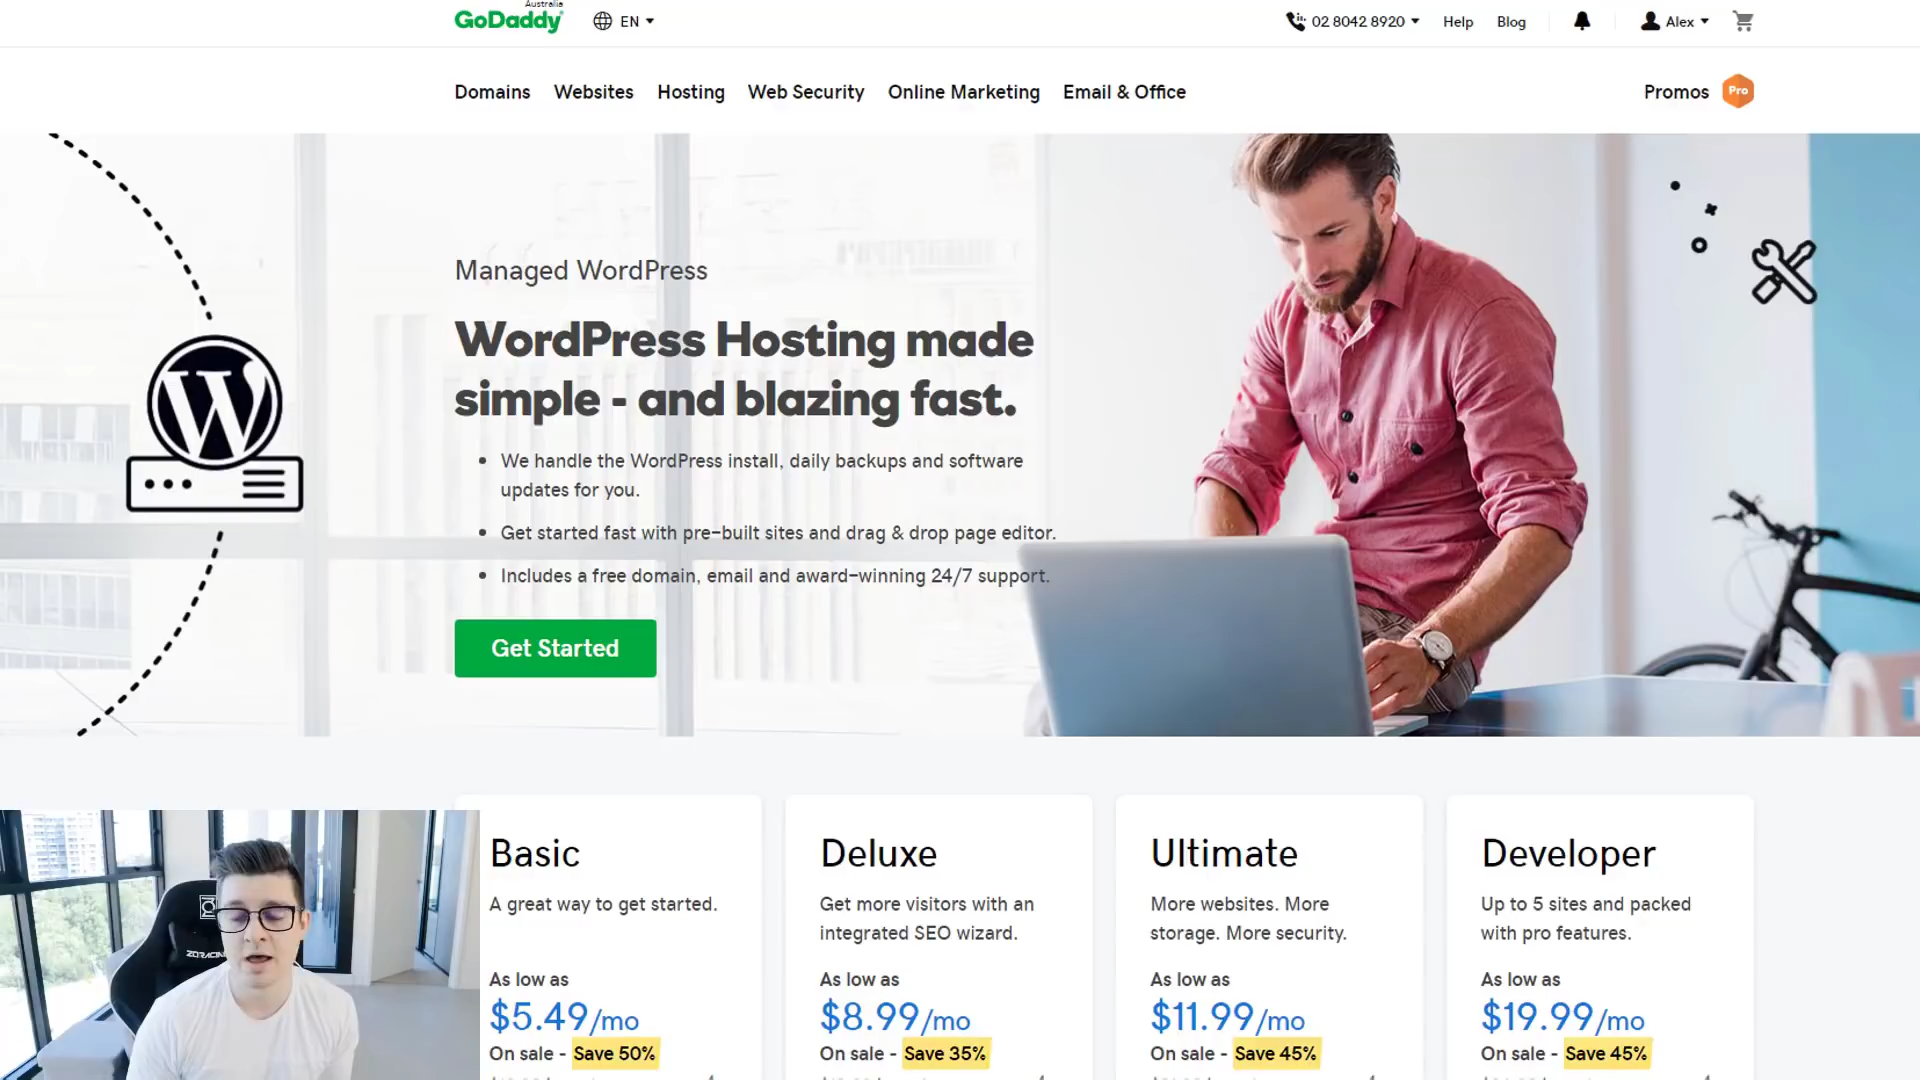 Australia
GoDaddy
EN
02 8042 8920
Help
Blog
Alex
Domains
Websites
Hosting
Web Security
Online Marketing
Email & Office
Promos
Pro
Managed WordPress
WordPress Hosting made
simple - and blazing fast.
We handle the WordPress install, daily backups and software
updates for you.
Get started fast with pre-built sites and drag & drop page editor.
Includes a free domain, email and award-winning 24/7 support.
Get Started
Basic
A great way to get started.
As low as
$5.49/mo
On sale - Save 50%
Deluxe
Get more visitors with an
integrated SEO wizard.
As low as
$8.99/mo
On sale - Save 35%
Ultimate
More websites. More
storage. More security.
As low as
$11.99/mo
On sale - Save 45%
Developer
Up to 5 sites and packed
with pro features.
As low as
$19.99/mo
On sale - Save 45%